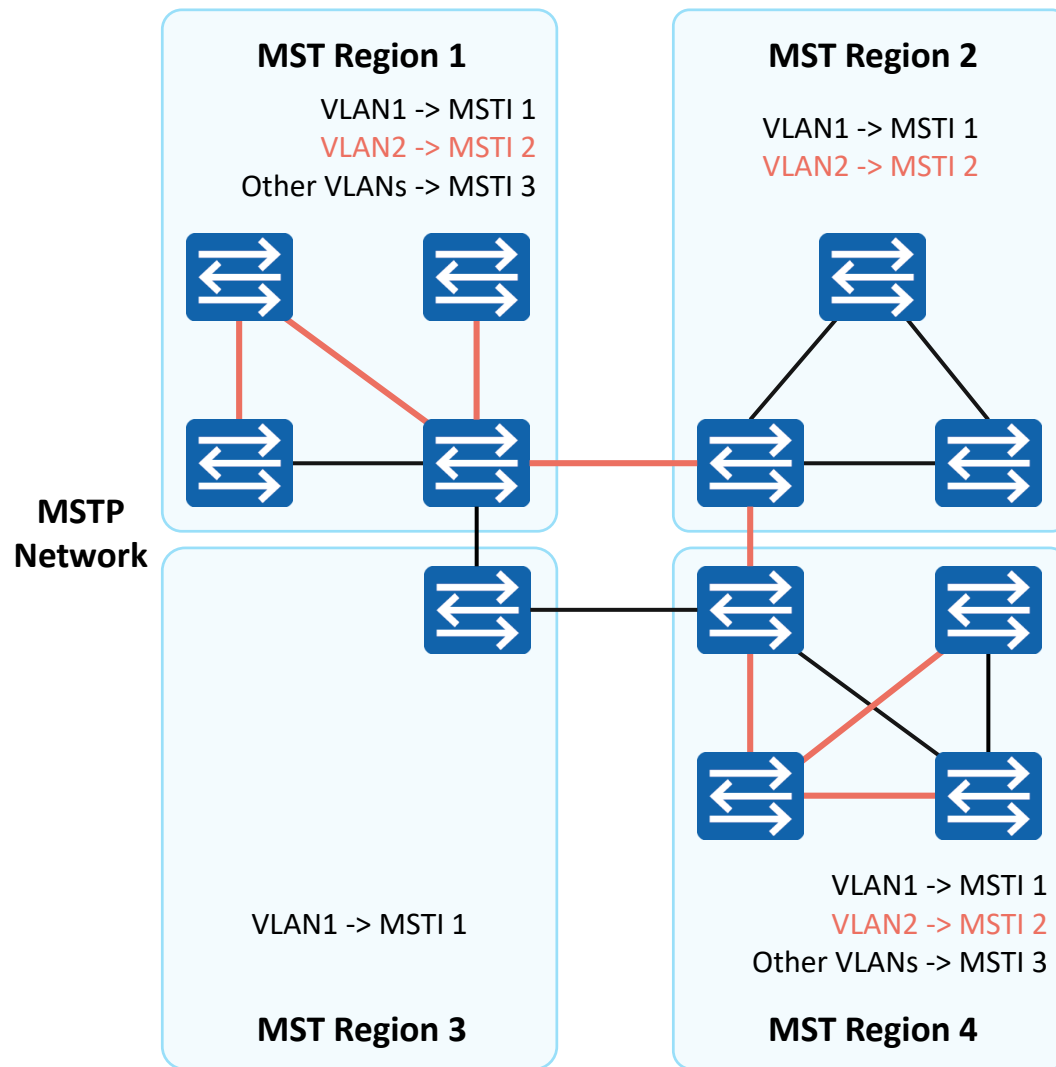 MST Region 1
VLAN1 -> MSTI 1
VLAN2 -> MSTI 2
Other VLANs -> MSTI 3
MST Region 2
VLAN1 -> MSTI 1
VLAN2 -> MSTI 2
MSTP
Network
VLAN1 -> MSTI 1
MST Region 3
VLAN1 -> MSTI 1
VLAN2 -> MSTI 2
Other VLANs -> MSTI 3
MST Region 4